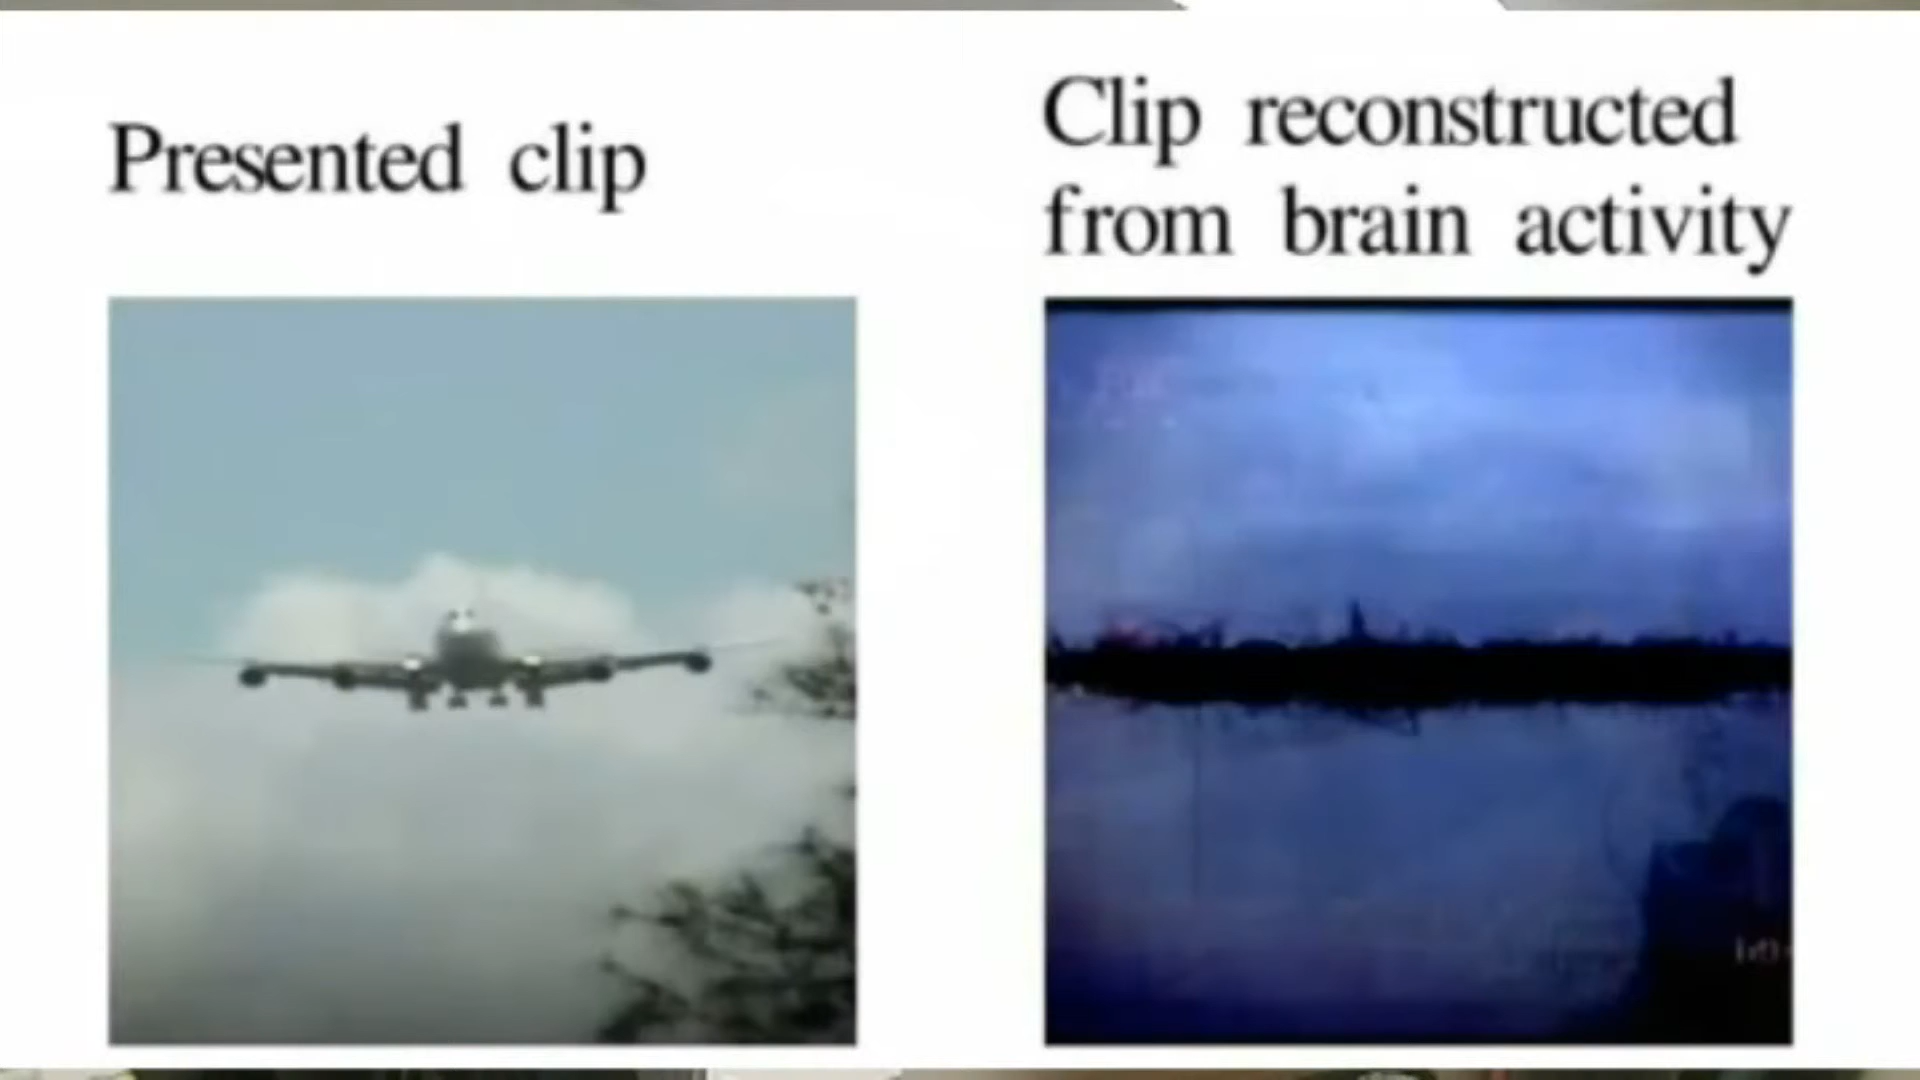 Presented clip
Clip reconstructed
from brain activity